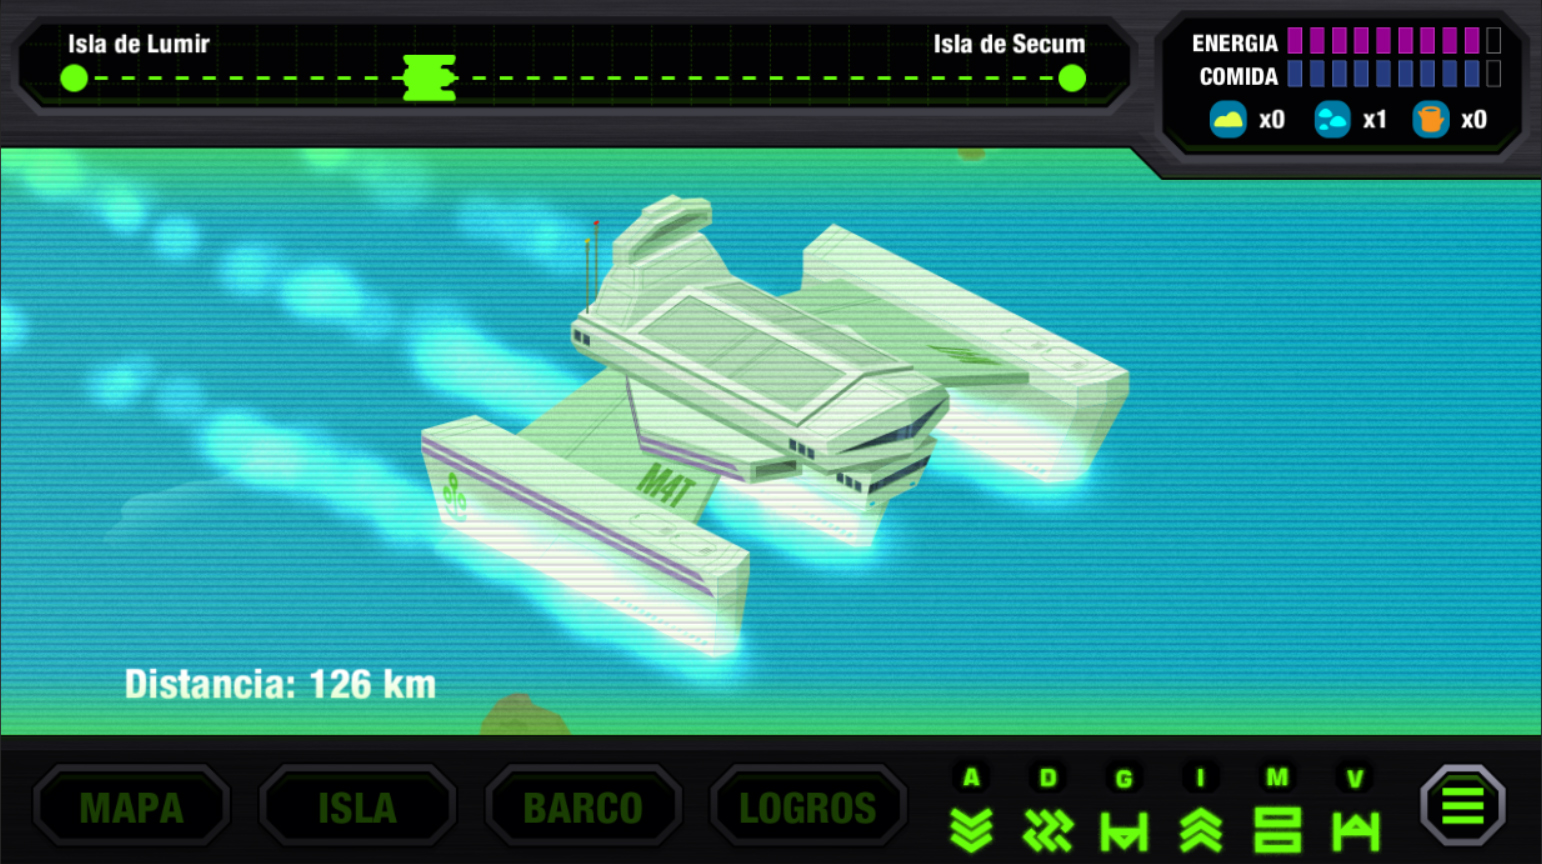 Isla de Lumir
Isla de Secum
ENERGIA
COMIDA
x0 x1 x0
M4T
Distancia: 126 km
MAPA ISLA BARCO LOGROS
A D G I M V